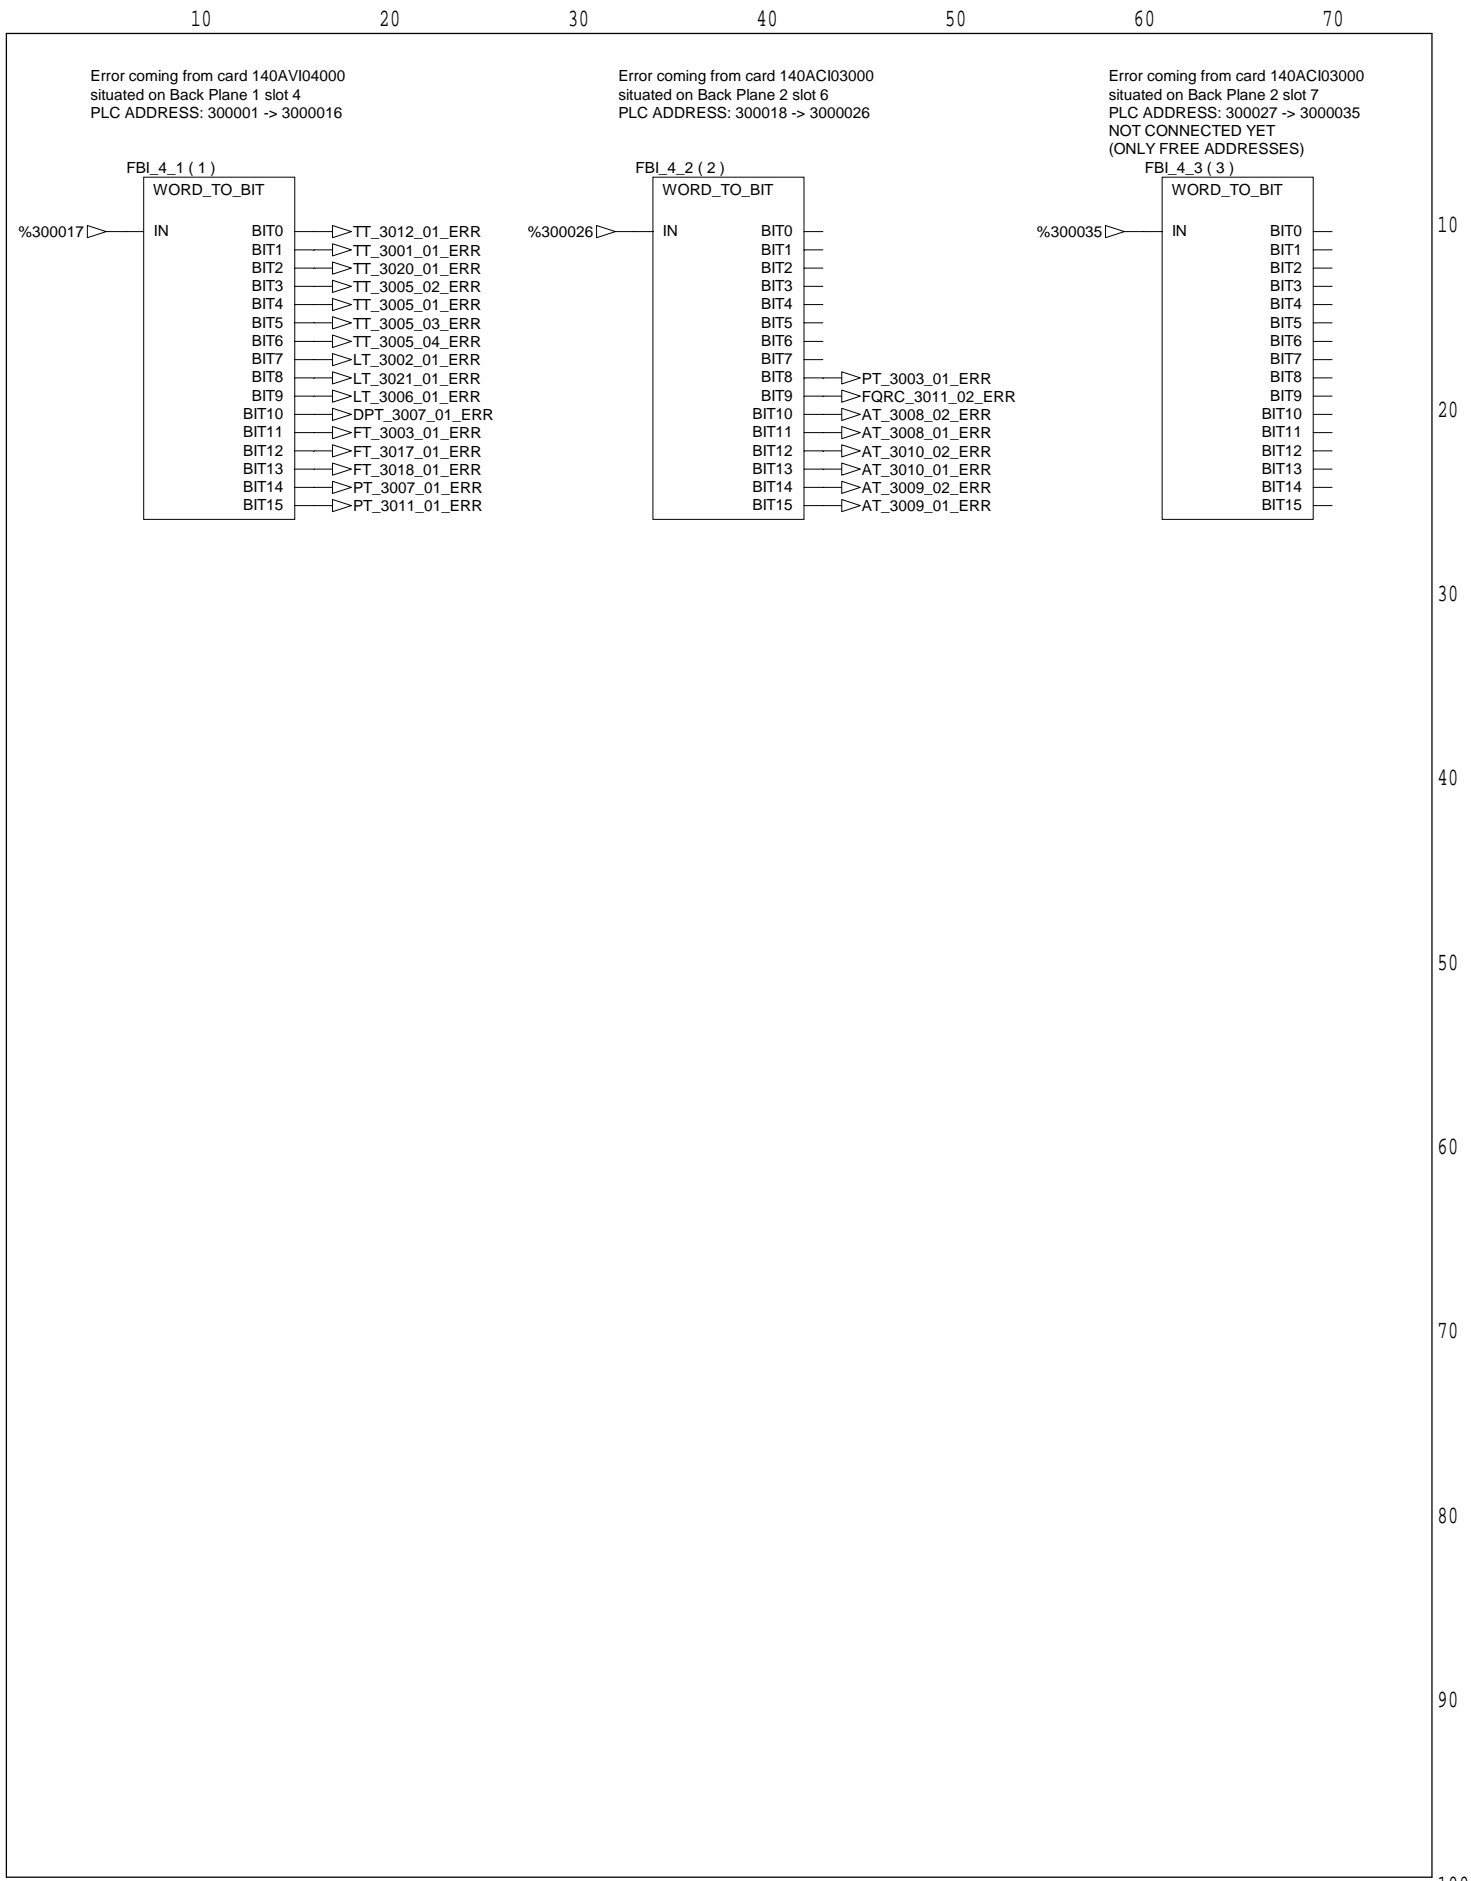 10 20 30 40 50 60 70
Error coming from card 140AVI04000
situated on Back Plane 1 slot 4
PLC ADDRESS: 300001 -> 3000016
FBI_4_1 ( 1 )
WORD_TO_BIT
%300017 IN BIT0 TT_3012_01_ERR
BIT1 TT_3001_01_ERR
BIT2 TT_3020_01_ERR
BIT3 TT_3005_02_ERR
BIT4 TT_3005_01_ERR
BIT5 TT_3005_03_ERR
BIT6 TT_3005_04_ERR
BIT7 LT_3002_01_ERR
BIT8 LT_3021_01_ERR
BIT9 LT_3006_01_ERR
BIT10 DPT_3007_01_ERR
BIT11 FT_3003_01_ERR
BIT12 FT_3017_01_ERR
BIT13 FT_3018_01_ERR
BIT14 PT_3007_01_ERR
BIT15 PT_3011_01_ERR
Error coming from card 140ACI03000
situated on Back Plane 2 slot 6
PLC ADDRESS: 300018 -> 3000026
FBI_4_2 ( 2 )
WORD_TO_BIT
%300026 IN BIT0
BIT1
BIT2
BIT3
BIT4
BIT5
BIT6
BIT7
BIT8 PT_3003_01_ERR
BIT9 FQRC_3011_02_ERR
BIT10 AT_3008_02_ERR
BIT11 AT_3008_01_ERR
BIT12 AT_3010_02_ERR
BIT13 AT_3010_01_ERR
BIT14 AT_3009_02_ERR
BIT15 AT_3009_01_ERR
Error coming from card 140ACI03000
situated on Back Plane 2 slot 7
PLC ADDRESS: 300027 -> 3000035
NOT CONNECTED YET
(ONLY FREE ADDRESSES)
FBI_4_3 ( 3 )
WORD_TO_BIT
%300035 IN BIT0
BIT1
BIT2
BIT3
BIT4
BIT5
BIT6
BIT7
BIT8
BIT9
BIT10
BIT11
BIT12
BIT13
BIT14
BIT15
10
20
30
40
50
60
70
80
90